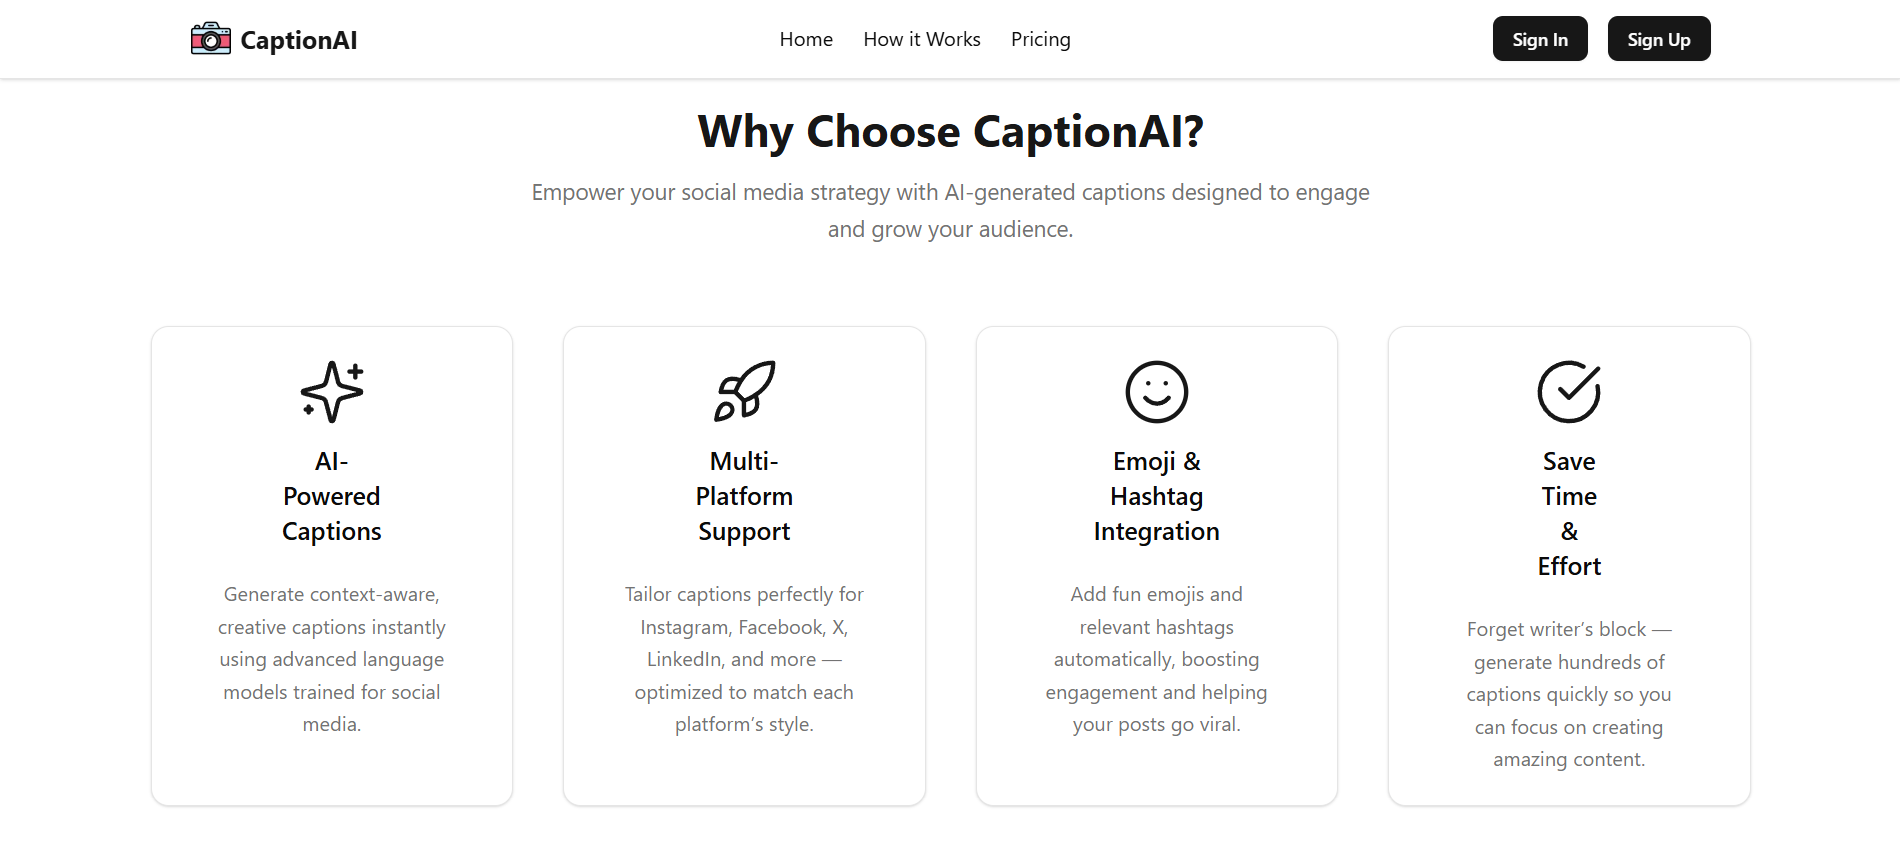 CaptionAI
Home
How it Works
Pricing
Sign In
Sign Up
Why Choose CaptionAI?
Empower your social media strategy with AI-generated captions designed to engage
and grow your audience.
AI-
Powered
Captions
Generate context-aware,
creative captions instantly
using advanced language
models trained for social
media.
Multi-
Platform
Support
Tailor captions perfectly for
Instagram, Facebook, X,
LinkedIn, and more —
optimized to match each
platform’s style.
Emoji &
Hashtag
Integration
Add fun emojis and
relevant hashtags
automatically, boosting
engagement and helping
your posts go viral.
Save
Time
&
Effort
Forget writer’s block —
generate hundreds of
captions quickly so you
can focus on creating
amazing content.